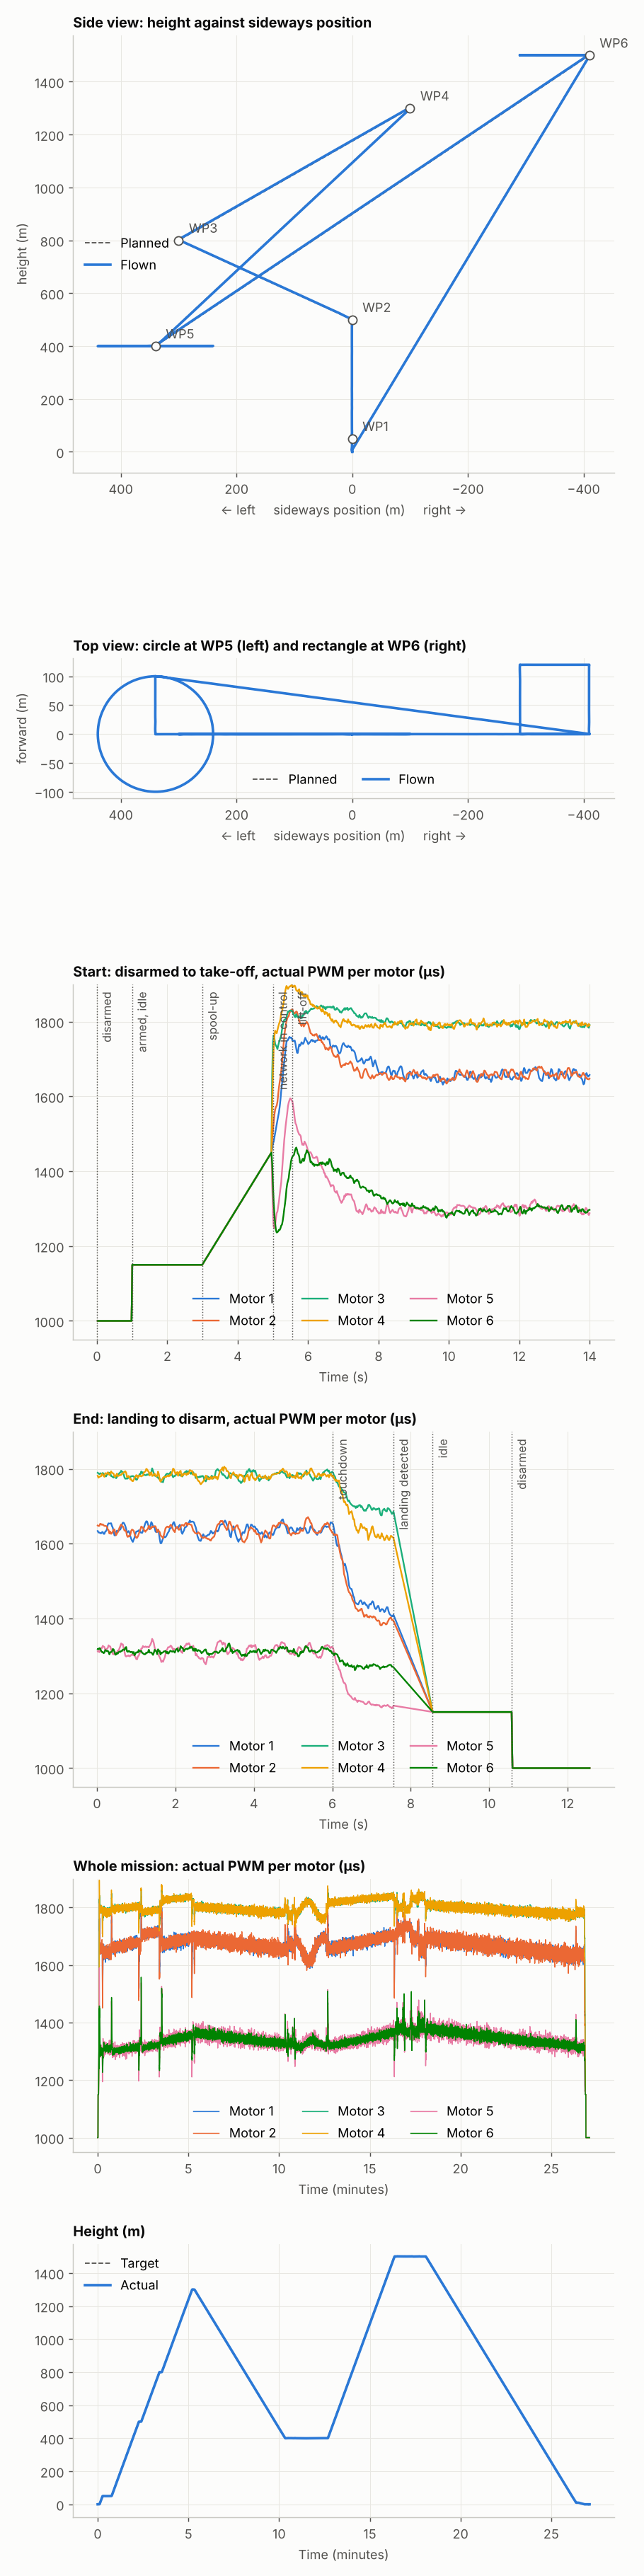 Side view: height against sideways position
WP6
1400
WP4
1200
1000
height (m)
800
WP3
Planned
Flown
600
WP2
400
WP5
200
WP1
0
400 200 0 −200 −400
← left sideways position (m) right →
Top view: circle at WP5 (left) and rectangle at WP6 (right)
forward (m)
100
50
0
−50
−100
Planned Flown
400 200 0 −200 −400
← left sideways position (m) right →
Start: disarmed to take-off, actual PWM per motor (µs)
disarmed
armed, idle
spool-up
network in control
lift-off
1800
1600
1400
1200
1000
Motor 1 Motor 3 Motor 5
Motor 2 Motor 4 Motor 6
0 2 4 6 8 10 12 14
Time (s)
End: landing to disarm, actual PWM per motor (µs)
touchdown
landing detected
idle
disarmed
1800
1600
1400
1200
1000
Motor 1 Motor 3 Motor 5
Motor 2 Motor 4 Motor 6
0 2 4 6 8 10 12
Time (s)
Whole mission: actual PWM per motor (µs)
1800
1600
1400
1200
1000
Motor 1 Motor 3 Motor 5
Motor 2 Motor 4 Motor 6
0 5 10 15 20 25
Time (minutes)
Height (m)
Target
Actual
1400
1200
1000
800
600
400
200
0
0 5 10 15 20 25
Time (minutes)